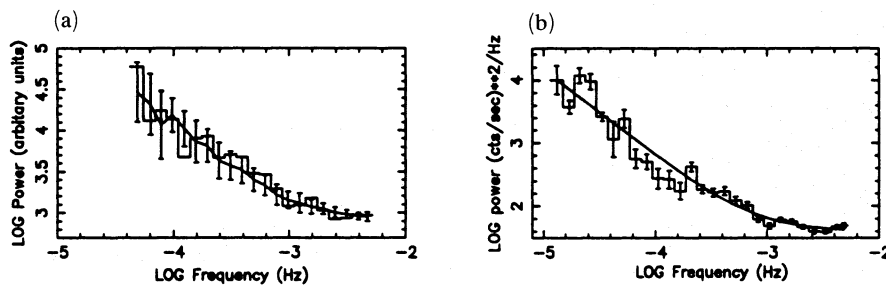 (a)
LOG Power (arbitary units)
5
4.5
4
3.5
3
-5
-4
-3
-2
LOG Frequency (Hz)
(b)
LOG power (cts/sec)**2/Hz
4
3
2
-5
-4
-3
-2
LOG Frequency (Hz)